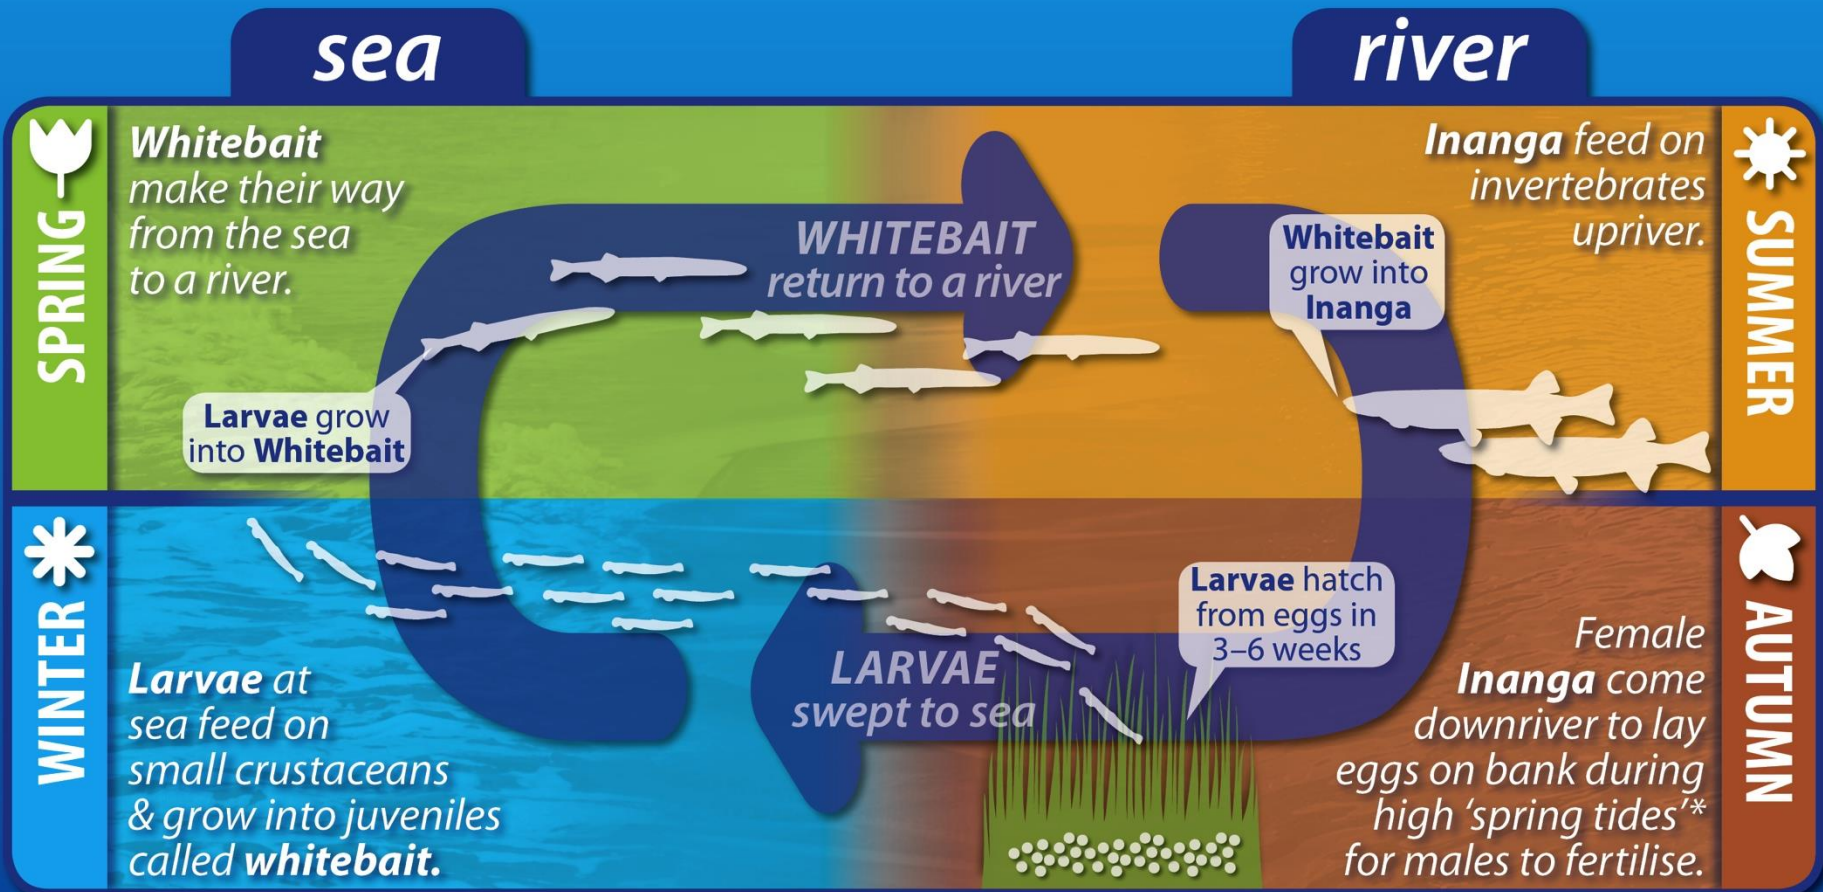 sea
river
SPRING
Whitebait
make their way
from the sea
to a river.
WHITEBAIT
return to a river
Larvae grow
into Whitebait
Inanga feed on
invertebrates
upriver.
Whitebait
grow into
Inanga
SUMMER
WINTER
Larvae at
sea feed on
small crustaceans
& grow into juveniles
called whitebait.
LARVAE
swept to sea
Larvae hatch
from eggs in
3–6 weeks
Female
Inanga come
downriver to lay
eggs on bank during
high ‘spring tides’*
for males to fertilise.
AUTUMN